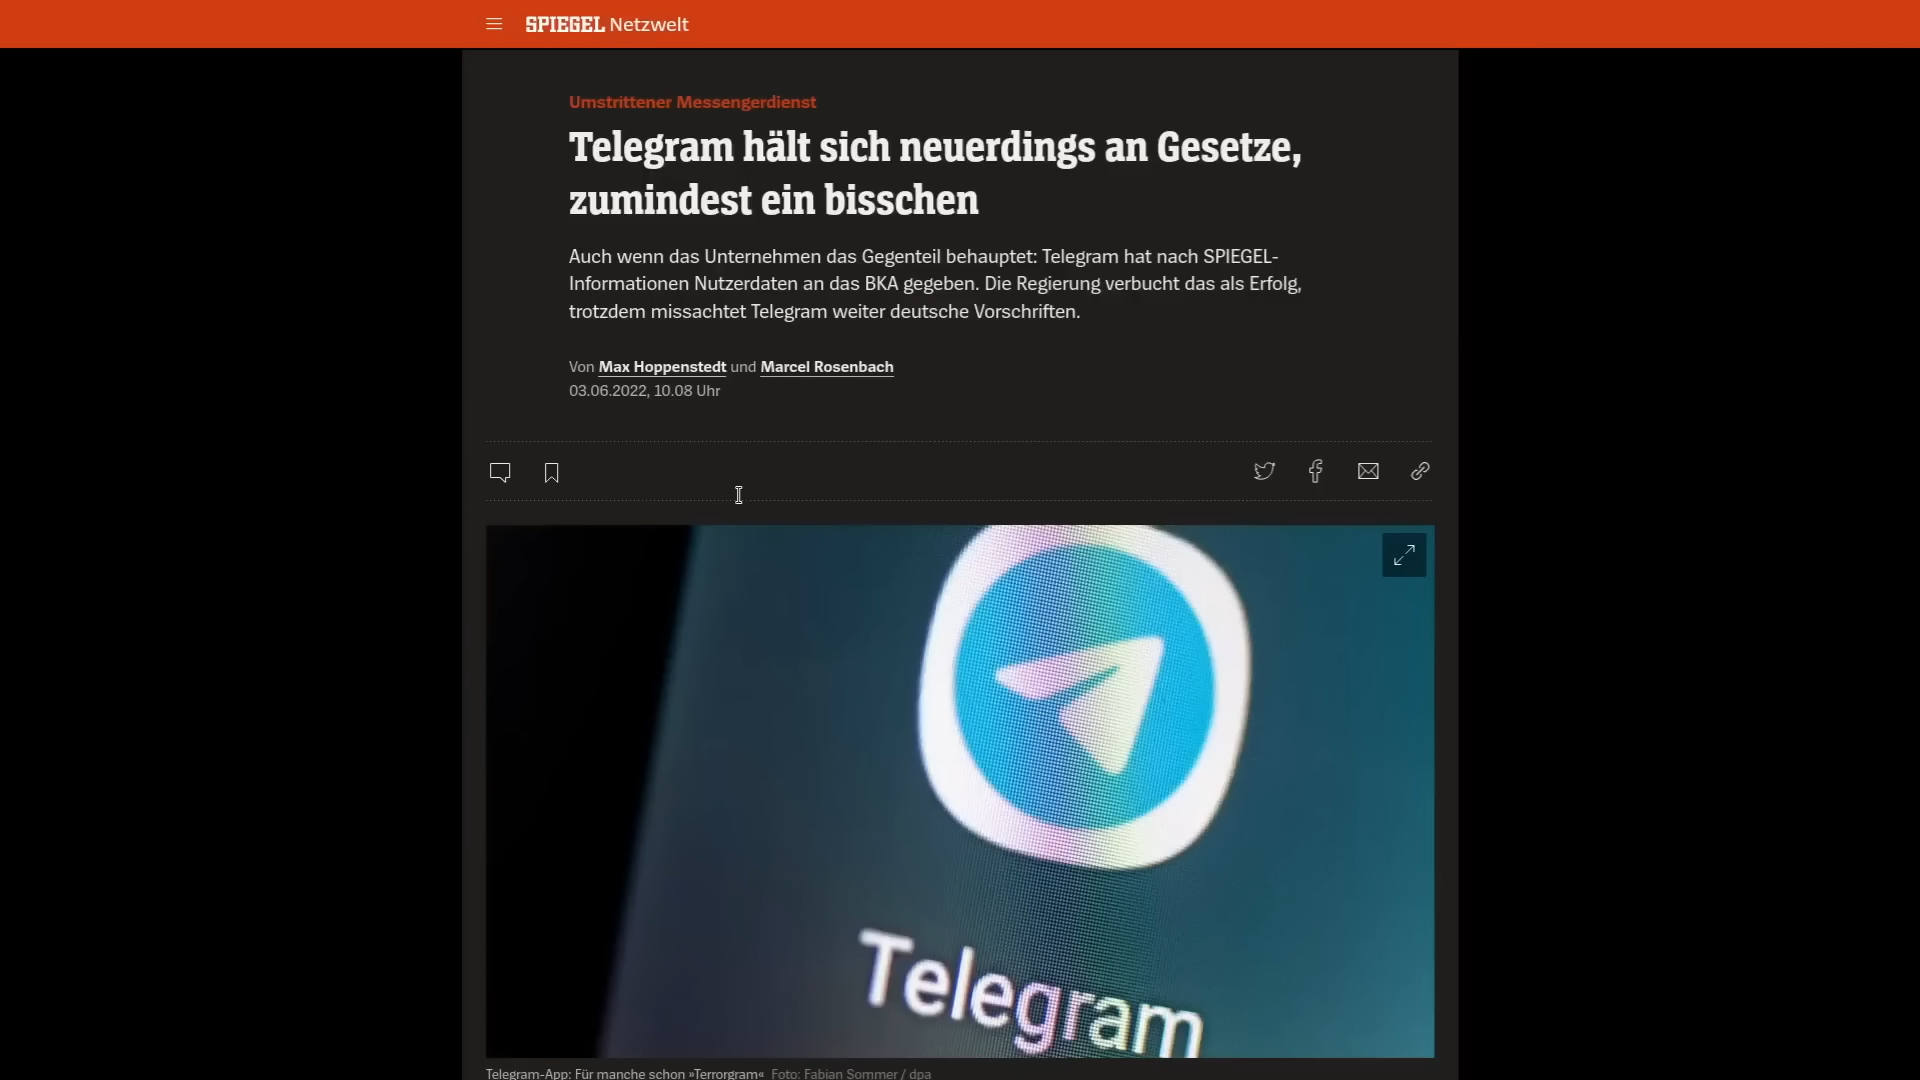 SPIEGEL Netzwelt
Umstrittener Messengerdienst
Telegram hält sich neuerdings an Gesetze,
zumindest ein bisschen
Auch wenn das Unternehmen das Gegenteil behauptet: Telegram hat nach SPIEGEL-
Informationen Nutzerdaten an das BKA gegeben. Die Regierung verbucht das als Erfolg,
trotzdem missachtet Telegram weiter deutsche Vorschriften.
Von Max Hoppenstedt und Marcel Rosenbach
03.06.2022, 10.08 Uhr
Telegram
Telegram-App: Für manche schon »Terrorgram« Foto: Fabian Sommer / dpa